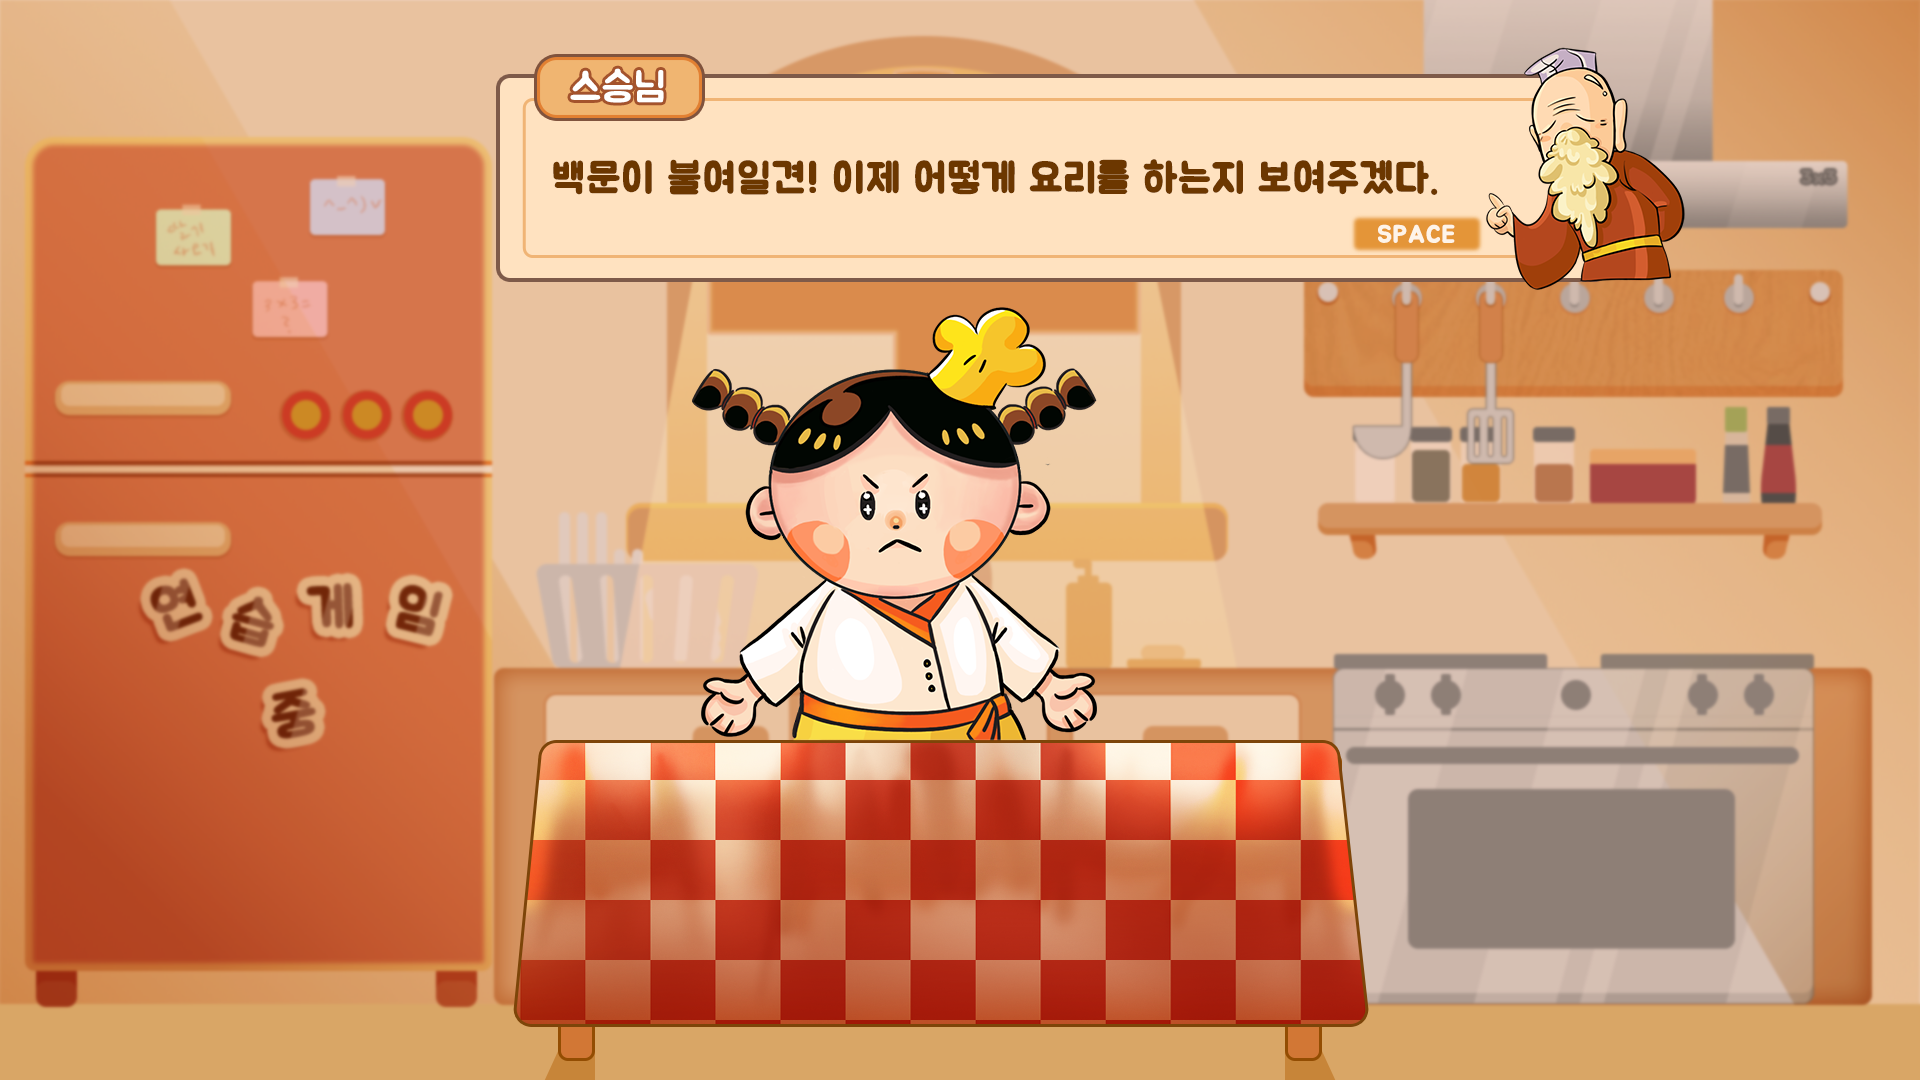 스승님
백문이 불여일견! 이제 어떻게 요리를 하는지 보여주겠다.
SPACE
^_^)v
연습게임
중